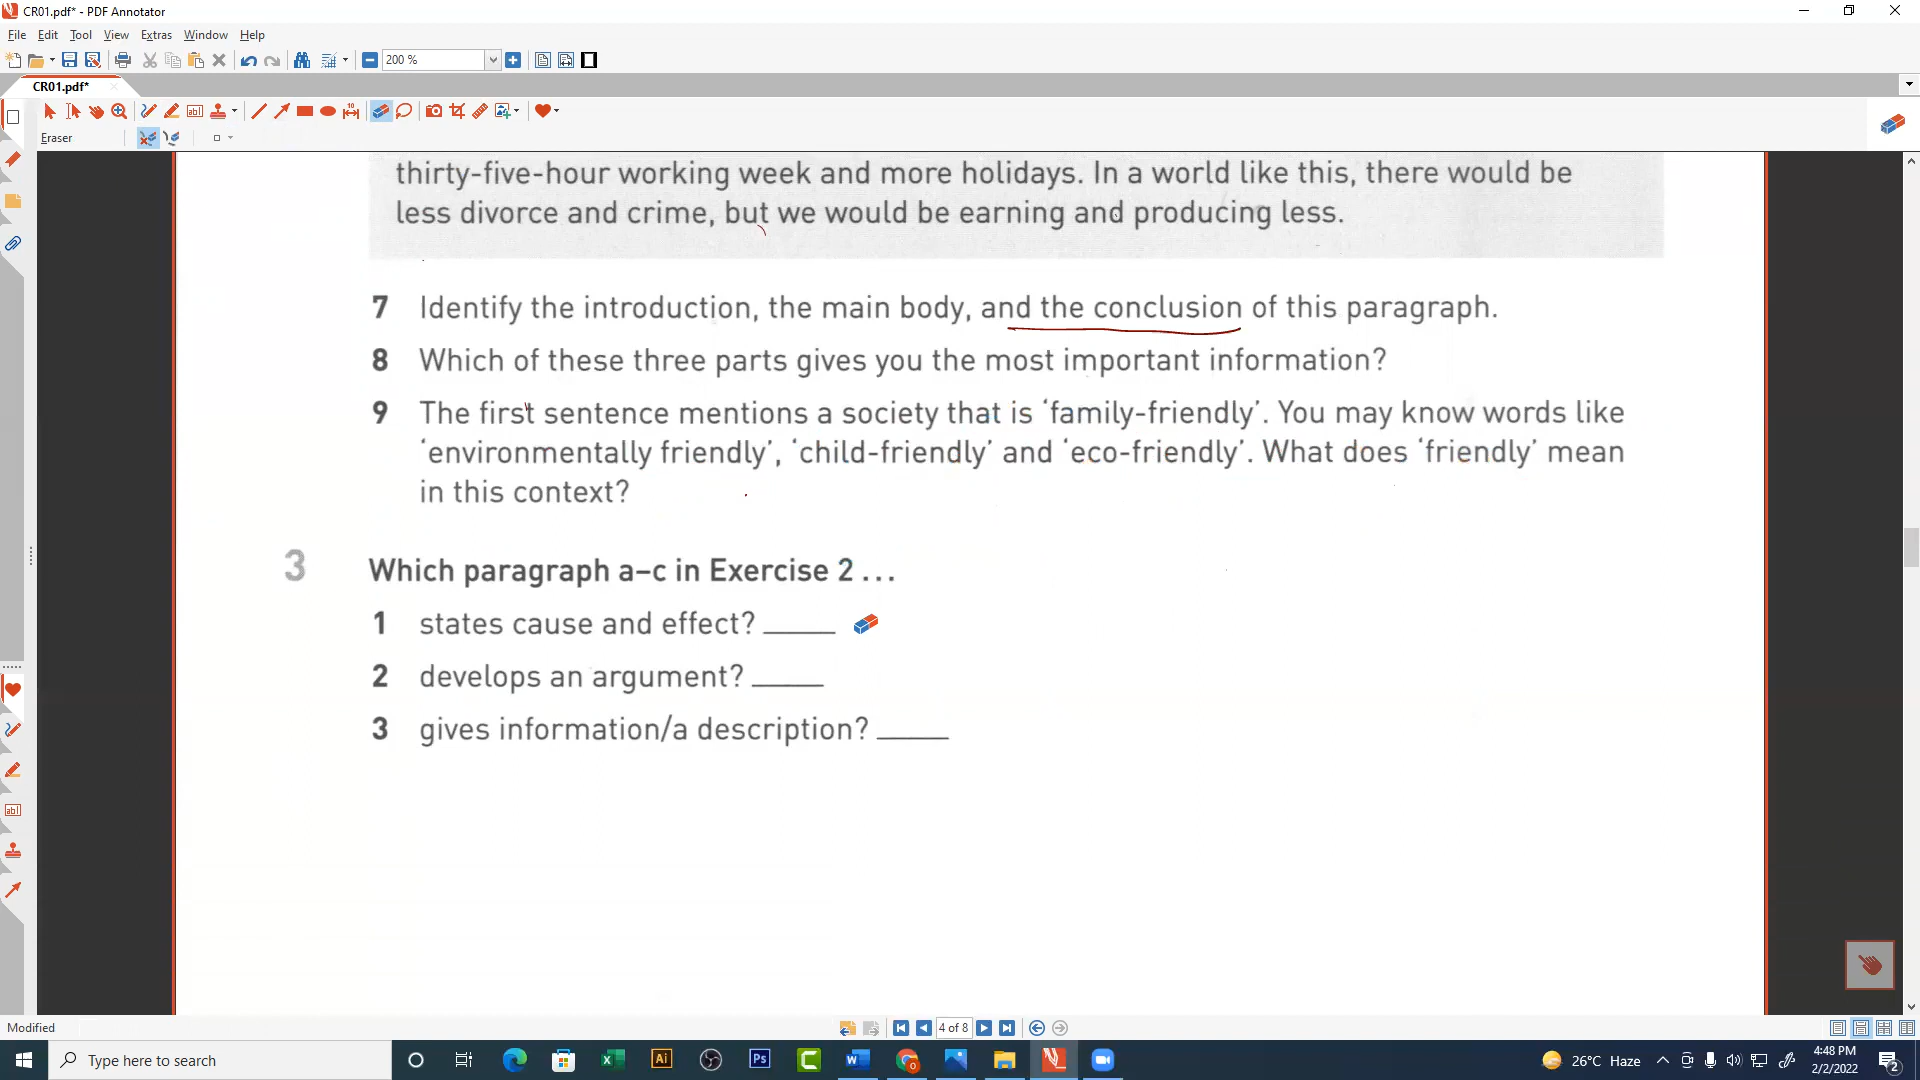 CR01.pdf* - PDF Annotator
File Edit Tool View Extras Window Help
200 %
CR01.pdf*
Eraser
thirty-five-hour working week and more holidays. In a world like this, there would be
less divorce and crime, but we would be earning and producing less.
7 Identify the introduction, the main body, and the conclusion of this paragraph.
8 Which of these three parts gives you the most important information?
9 The first sentence mentions a society that is ‘family-friendly’. You may know words like
‘environmentally friendly’, ‘child-friendly’ and ‘eco-friendly’. What does ‘friendly’ mean
in this context?
3 Which paragraph a–c in Exercise 2 ...
1 states cause and effect? _____
2 develops an argument? _____
3 gives information/a description? _____
Modified
4 of 8
Type here to search
26°C Haze
4:48 PM
2/2/2022
2